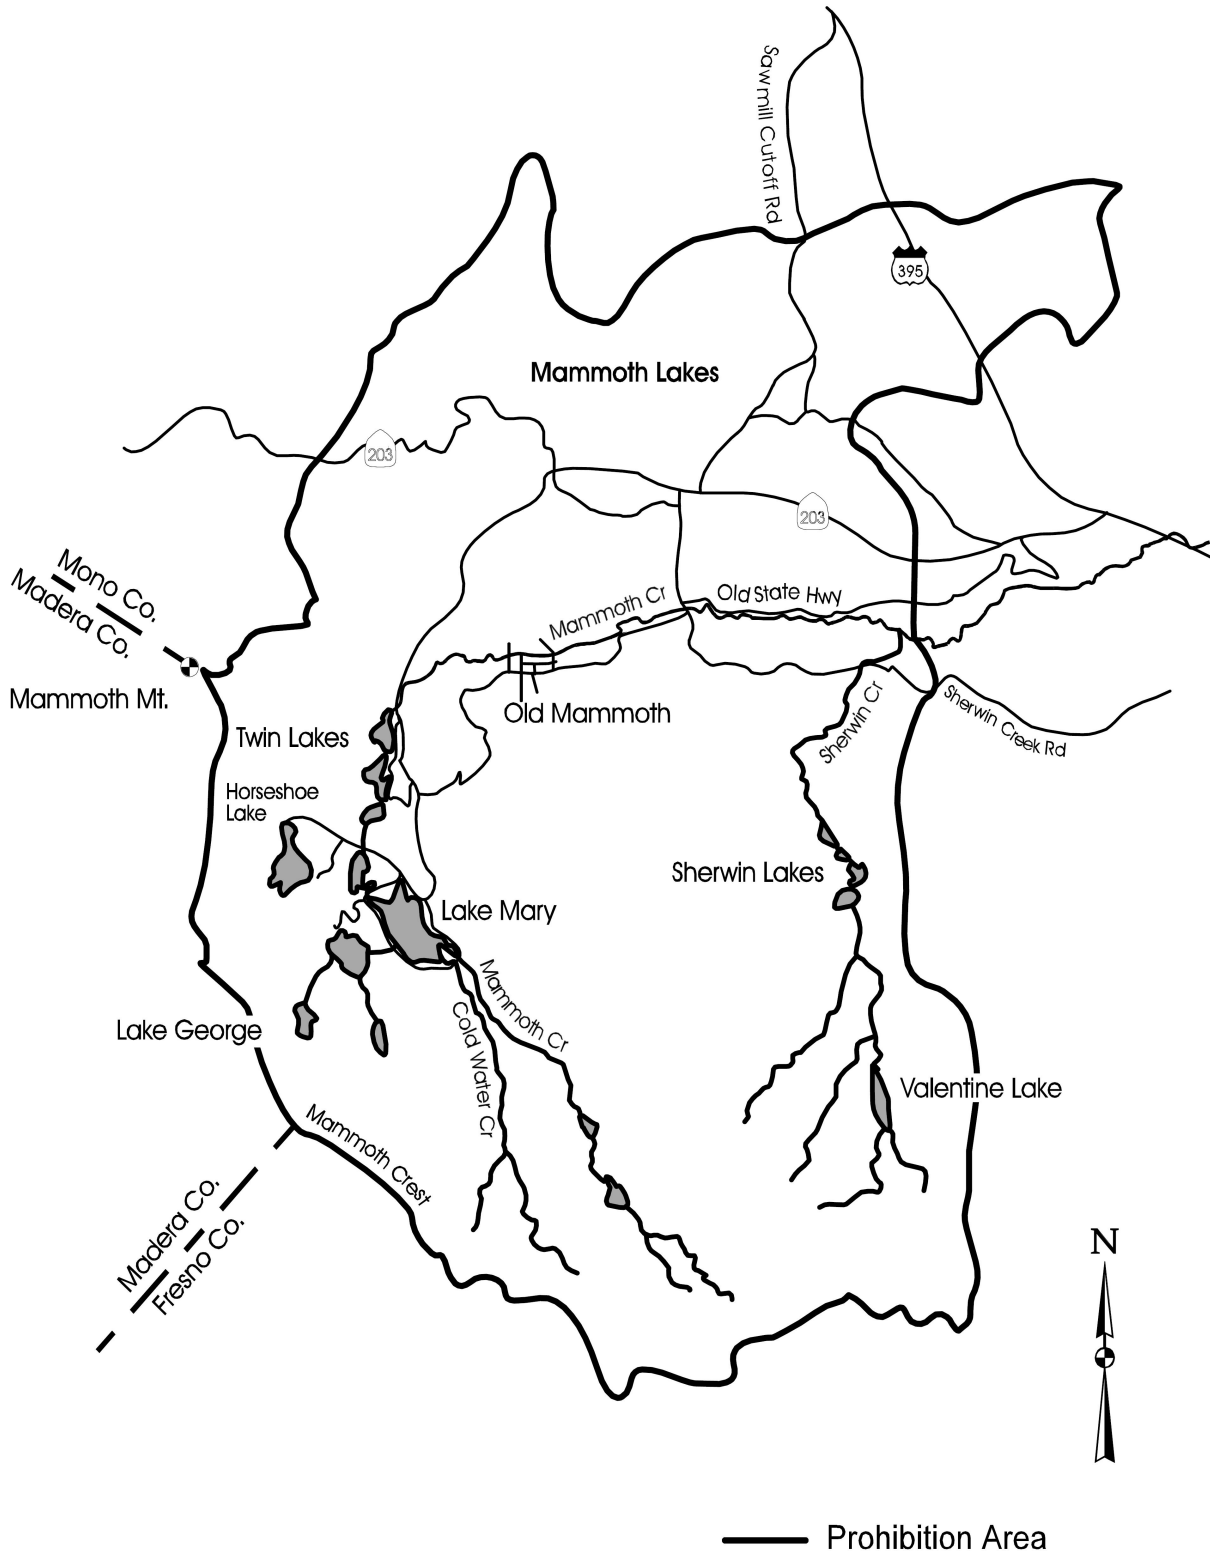 Sawmill Cutoff Rd
395
Mammoth Lakes
203
203
Mono Co.
Madera Co.
Mammoth Cr
Old State Hwy
Mammoth Mt.
Old Mammoth
Sherwin Cr
Sherwin Creek Rd
Twin Lakes
Horseshoe
Lake
Sherwin Lakes
Lake Mary
Mammoth Cr
Cold Water Cr
Lake George
Valentine Lake
Mammoth Crest
Madera Co.
Fresno Co.
N
Prohibition Area